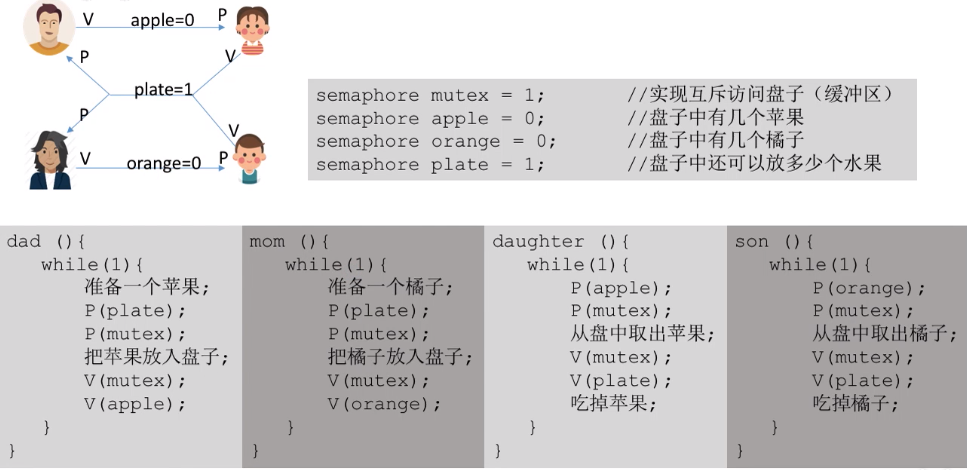 V apple=0 P
P V
plate=1
P V
V orange=0 P
semaphore mutex = 1; //实现互斥访问盘子（缓冲区）
semaphore apple = 0; //盘子中有几个苹果
semaphore orange = 0; //盘子中有几个橘子
semaphore plate = 1; //盘子中还可以放多少个水果
dad (){
while(1){
准备一个苹果;
P(plate);
P(mutex);
把苹果放入盘子;
V(mutex);
V(apple);
}
}
mom (){
while(1){
准备一个橘子;
P(plate);
P(mutex);
把橘子放入盘子;
V(mutex);
V(orange);
}
}
daughter (){
while(1){
P(apple);
P(mutex);
从盘中取出苹果;
V(mutex);
V(plate);
吃掉苹果;
}
}
son (){
while(1){
P(orange);
P(mutex);
从盘中取出橘子;
V(mutex);
V(plate);
吃掉橘子;
}
}